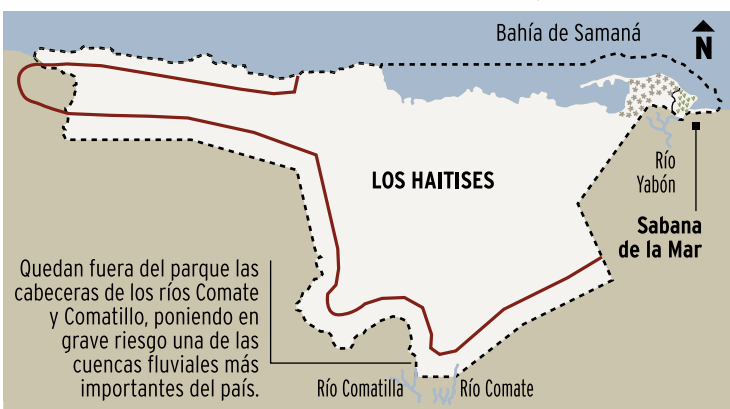 Bahía de Samaná
N
LOS HAITISES
Río
Yabón
Sabana
de la Mar
Quedan fuera del parque las
cabeceras de los ríos Comate
y Comatillo, poniendo en
grave riesgo una de las
cuencas fluviales más
importantes del país.
Río Comatilla
Río Comate